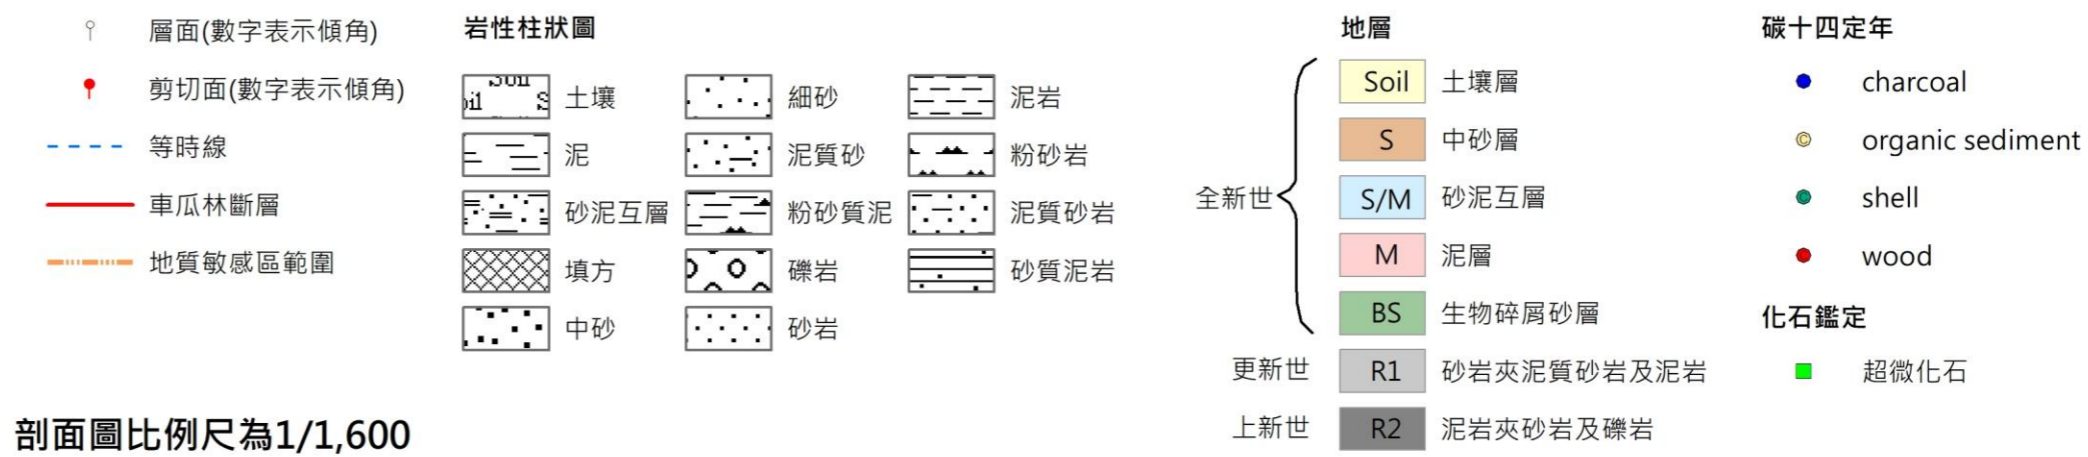 層面(數字表示傾角)
剪切面(數字表示傾角)
等時線
車瓜林斷層
地質敏感區範圍
剖面圖比例尺為1/1,600
岩性柱狀圖
土壤
泥
砂泥互層
填方
中砂
細砂
泥質砂
粉砂質泥
礫岩
砂岩
泥岩
粉砂岩
泥質砂岩
砂質泥岩
地層
全新世
Soil 土壤層
S 中砂層
S/M 砂泥互層
M 泥層
BS 生物碎屑砂層
更新世 R1 砂岩夾泥質砂岩及泥岩
上新世 R2 泥岩夾砂岩及礫岩
碳十四定年
charcoal
organic sediment
shell
wood
化石鑑定
超微化石